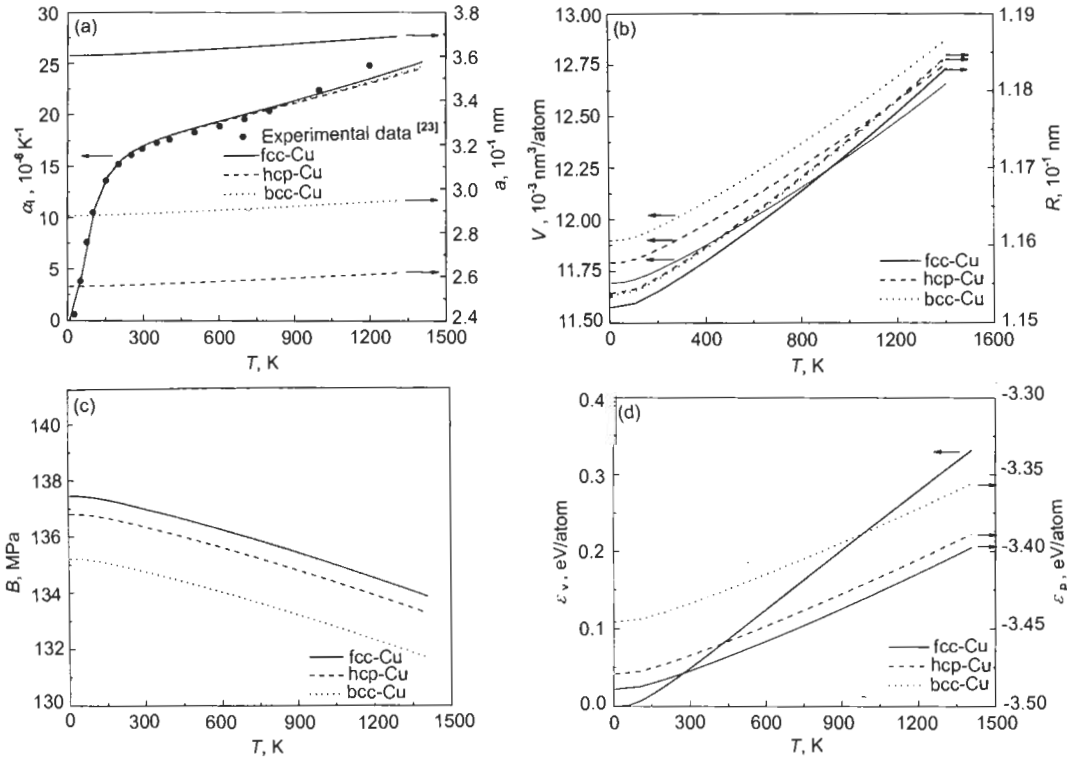 (a)
40
35
30
25
20
15
10
5
0
αₗ, 10⁻⁶ K⁻¹
3.8
3.6
3.4
3.2
3.0
2.8
2.6
2.4
a, 10⁻¹ nm
Experimental data [23]
fcc-Cu
hcp-Cu
bcc-Cu
0 300 600 900 1200 1500
T, K
(b)
13.00
12.75
12.50
12.25
12.00
11.75
11.50
V, 10⁻³ nm³/atom
1.19
1.18
1.17
1.16
1.15
R, 10⁻¹ nm
fcc-Cu
hcp-Cu
bcc-Cu
0 400 800 1200 1600
T, K
(c)
140
138
136
134
132
130
B, MPa
fcc-Cu
hcp-Cu
bcc-Cu
0 300 600 900 1200 1500
T, K
(d)
0.4
0.3
0.2
0.1
0.0
εᵥ, eV/atom
-3.30
-3.35
-3.40
-3.45
-3.50
εₚ, eV/atom
fcc-Cu
hcp-Cu
bcc-Cu
0 300 600 900 1200 1500
T, K